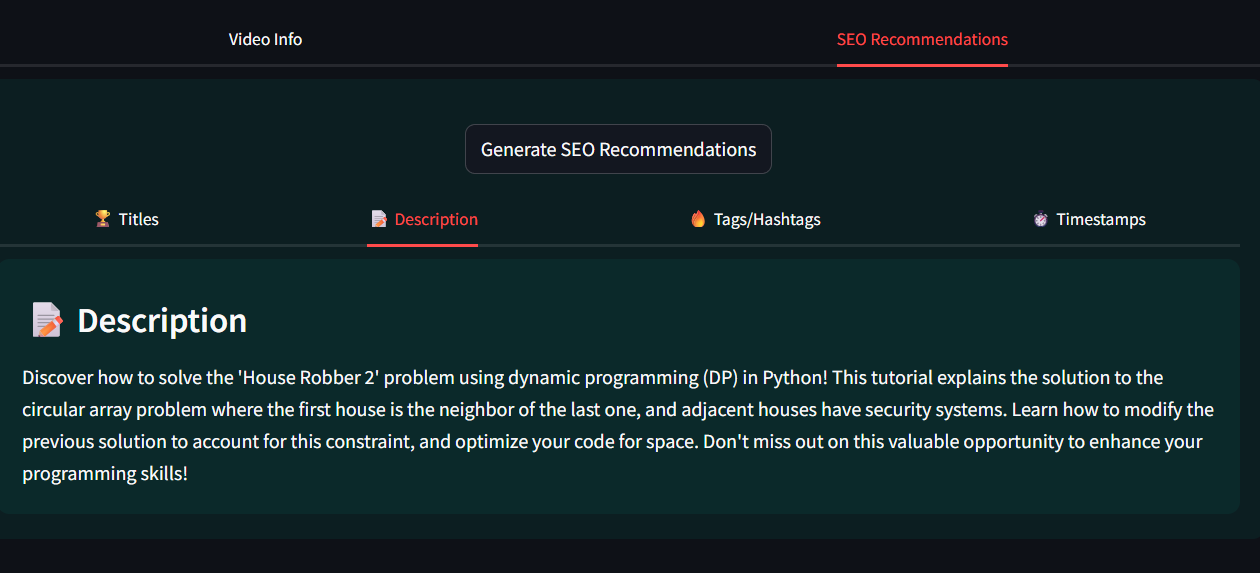 Video Info
SEO Recommendations
Generate SEO Recommendations
Titles
Description
Tags/Hashtags
Timestamps
Description
Discover how to solve the 'House Robber 2' problem using dynamic programming (DP) in Python! This tutorial explains the solution to the
circular array problem where the first house is the neighbor of the last one, and adjacent houses have security systems. Learn how to modify the
previous solution to account for this constraint, and optimize your code for space. Don't miss out on this valuable opportunity to enhance your
programming skills!